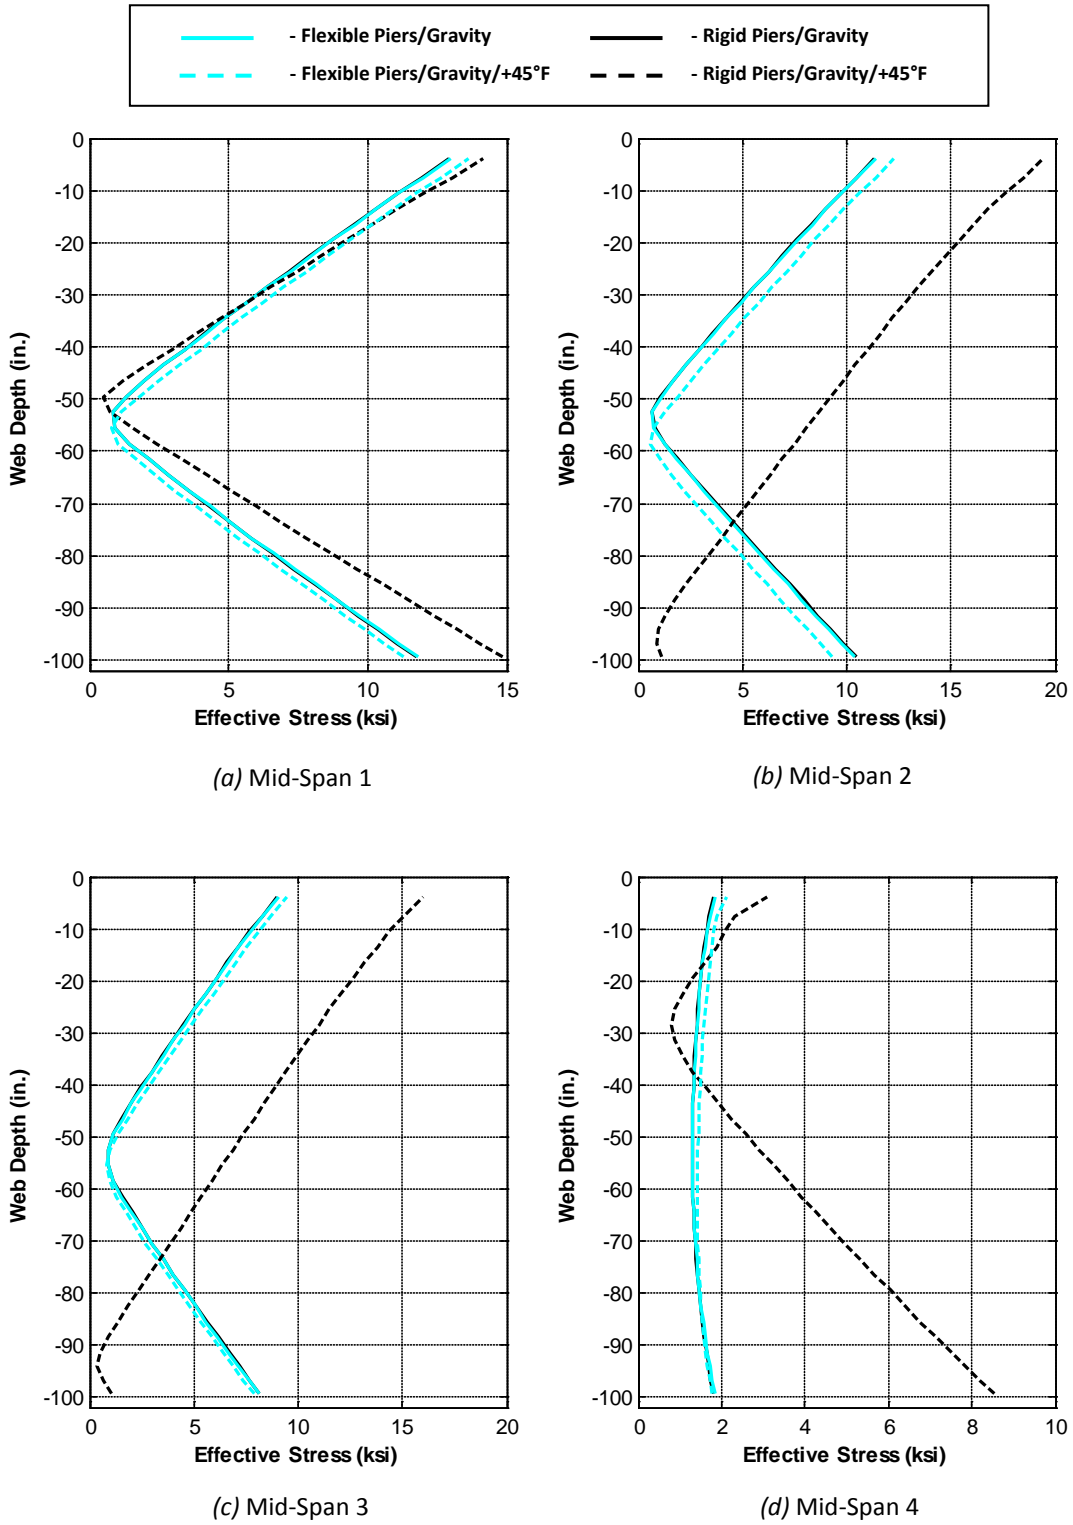 - Flexible Piers/Gravity
- Rigid Piers/Gravity
- Flexible Piers/Gravity/+45°F
- Rigid Piers/Gravity/+45°F
0
-10
-20
-30
-40
-50
-60
-70
-80
-90
-100
Web Depth (in.)
0 5 10 15
Effective Stress (ksi)
(a) Mid-Span 1
0
-10
-20
-30
-40
-50
-60
-70
-80
-90
-100
Web Depth (in.)
0 5 10 15 20
Effective Stress (ksi)
(b) Mid-Span 2
0
-10
-20
-30
-40
-50
-60
-70
-80
-90
-100
Web Depth (in.)
0 5 10 15 20
Effective Stress (ksi)
(c) Mid-Span 3
0
-10
-20
-30
-40
-50
-60
-70
-80
-90
-100
Web Depth (in.)
0 2 4 6 8 10
Effective Stress (ksi)
(d) Mid-Span 4